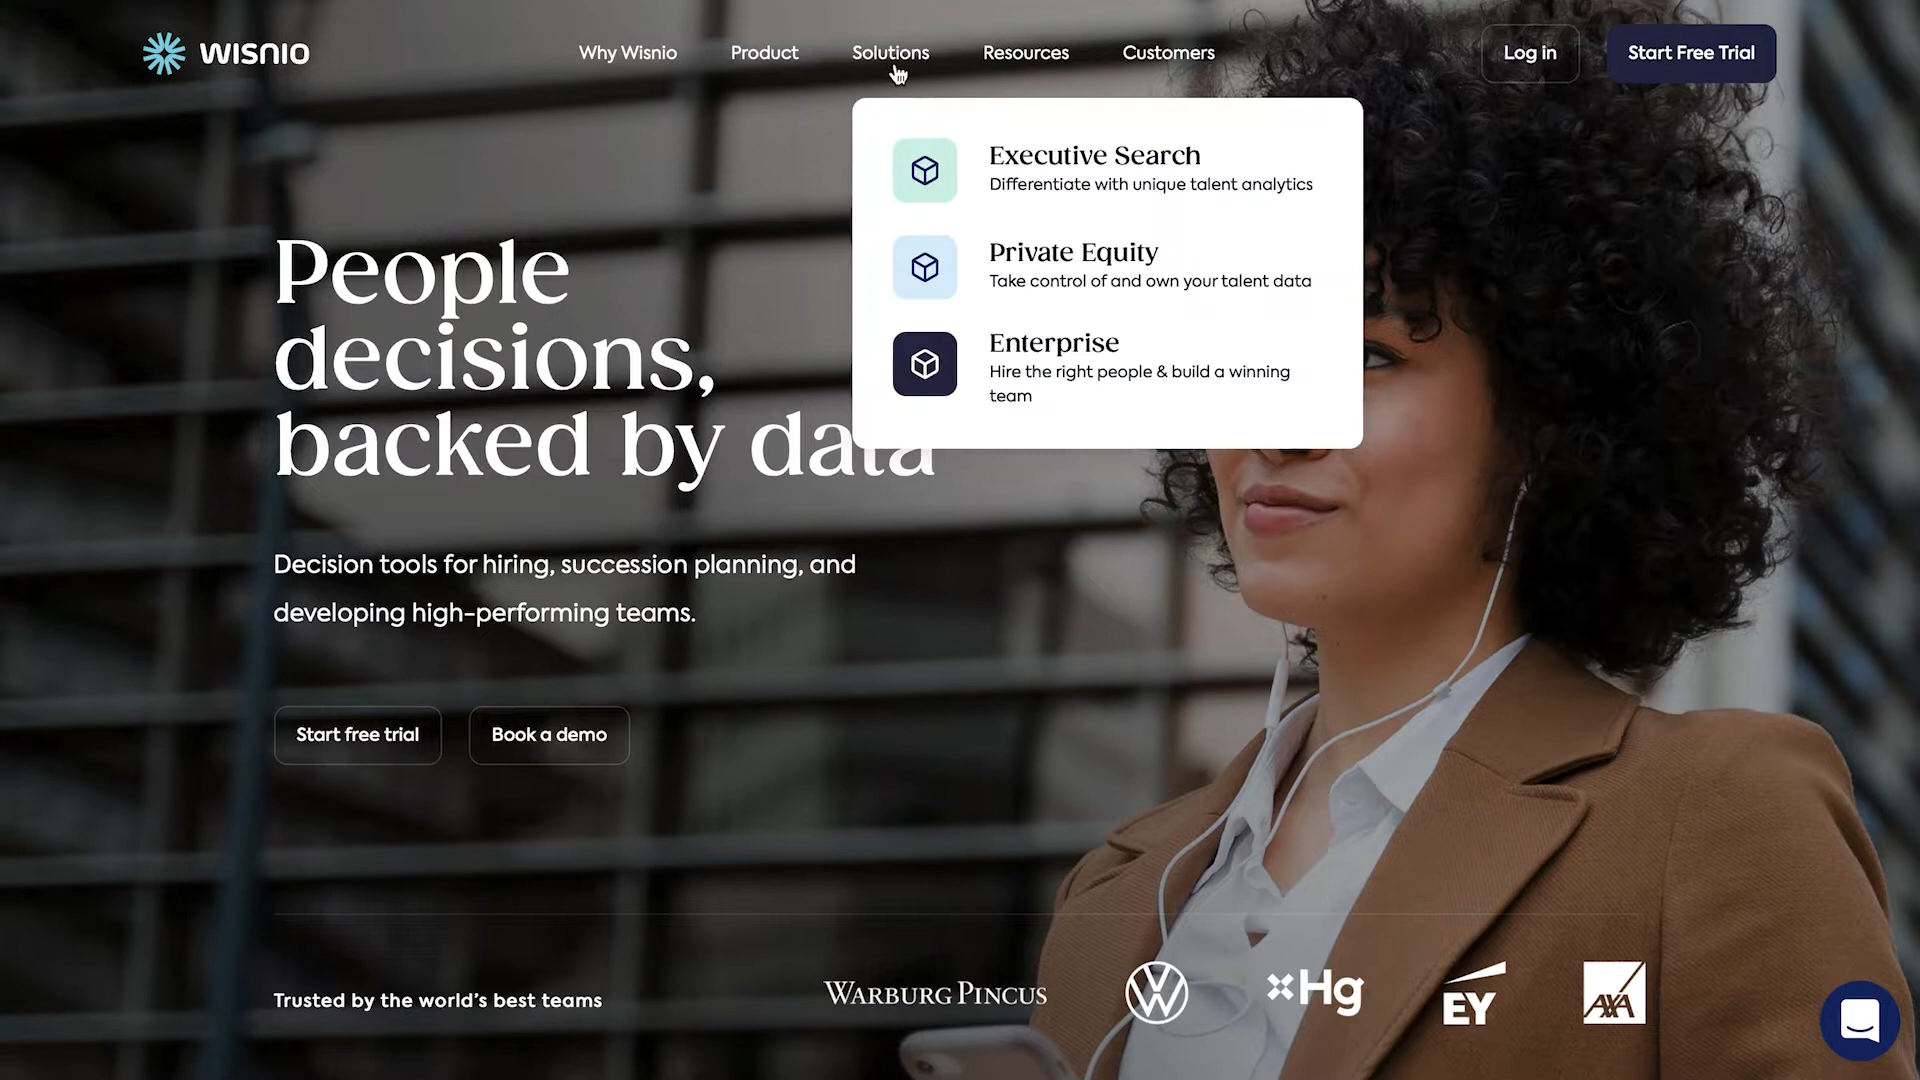 WISNIO
Why Wisnio
Product
Solutions
Resources
Customers
Log in
Start Free Trial
Executive Search
Differentiate with unique talent analytics
Private Equity
Take control of and own your talent data
Enterprise
Hire the right people & build a winning
team
People
decisions,
backed by data
Decision tools for hiring, succession planning, and
developing high-performing teams.
Start free trial
Book a demo
Trusted by the world's best teams
WARBURG PINCUS
VW
Hg
EY
AXA